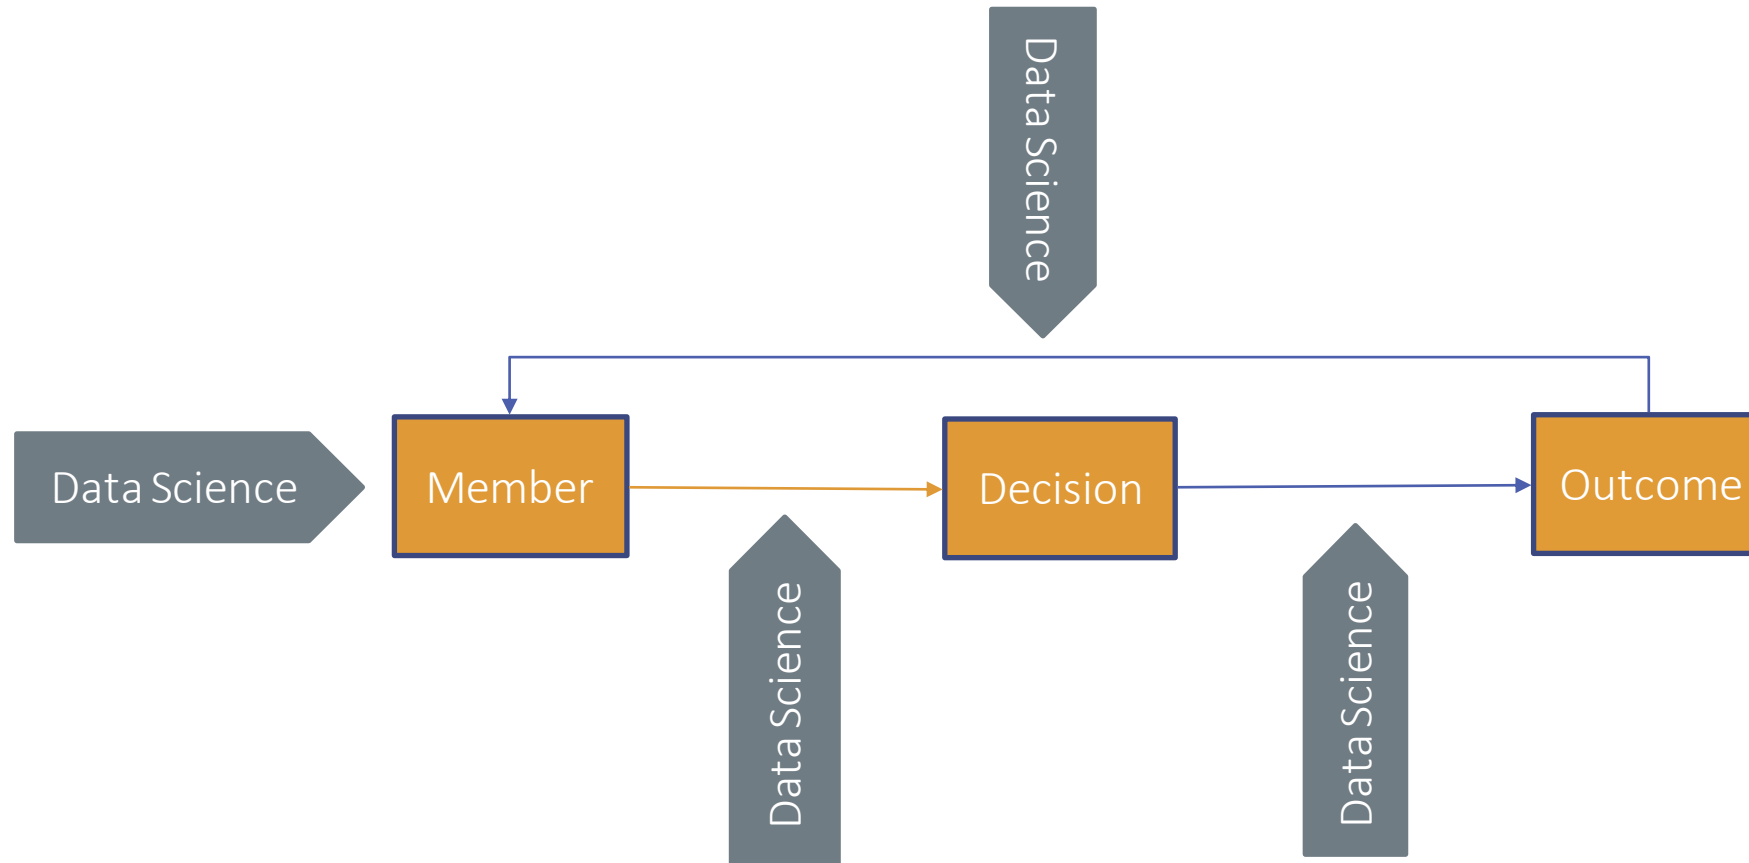 Data Science
Data Science
Member
Decision
Outcome
Data Science
Data Science